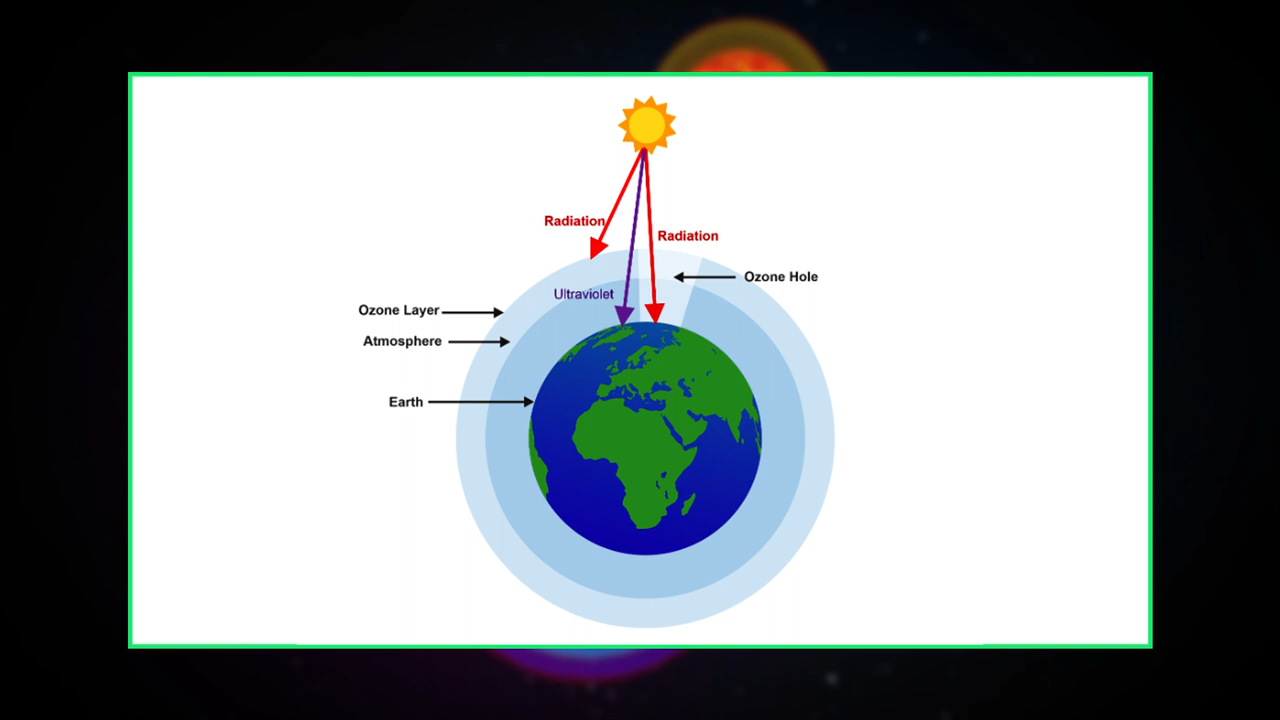 Radiation
Radiation
Ozone Hole
Ultraviolet
Ozone Layer
Atmosphere
Earth